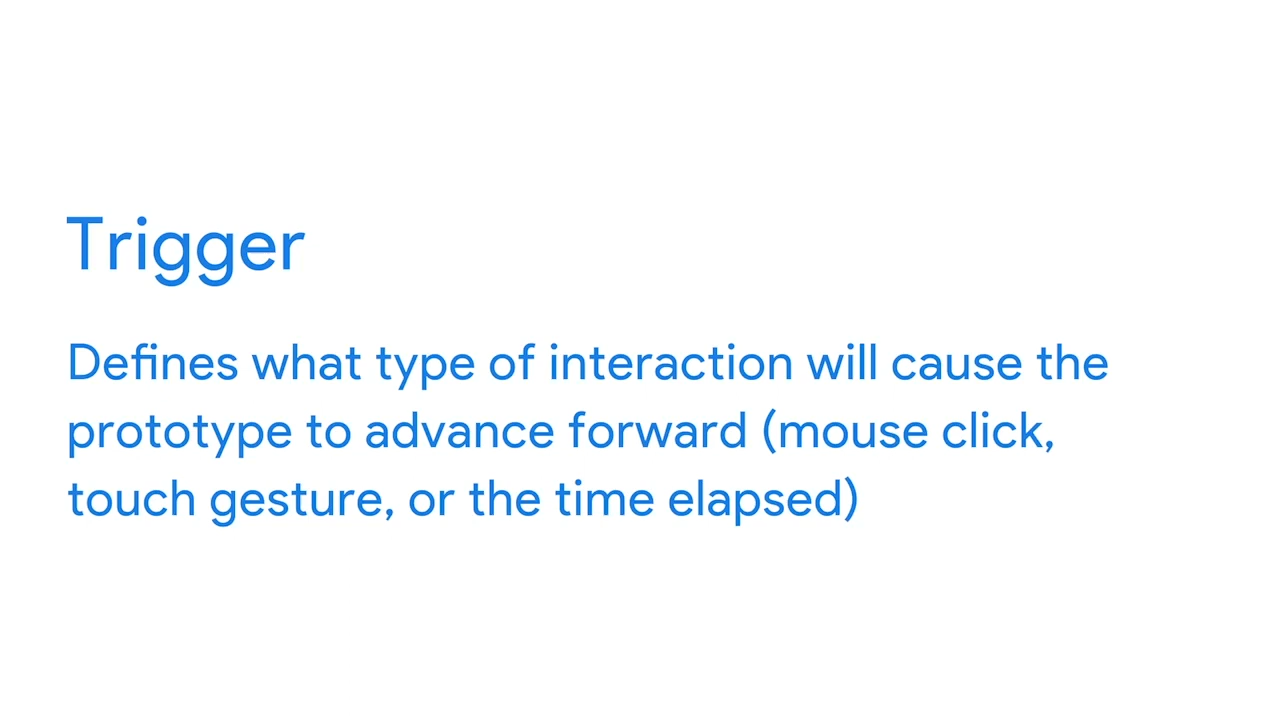 Trigger
Defines what type of interaction will cause the
prototype to advance forward (mouse click,
touch gesture, or the time elapsed)